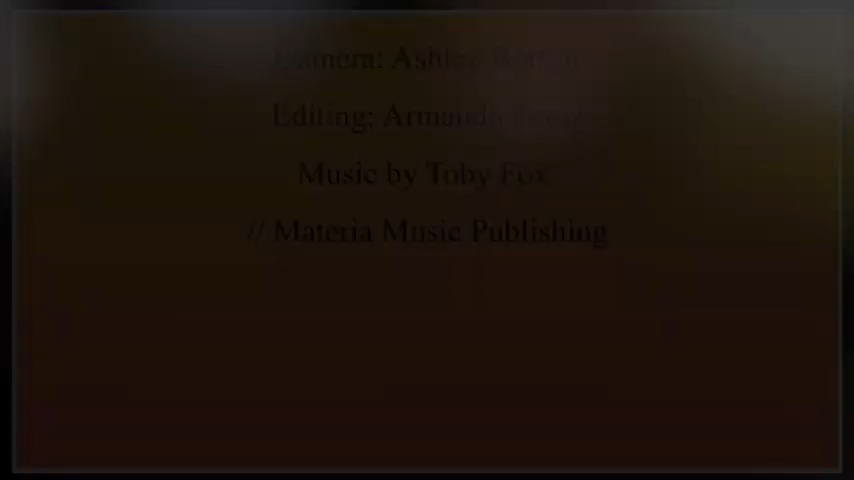 Camera: Ashley
Editing: Armando
Music by Toby Fox
// Materia Music Publishing